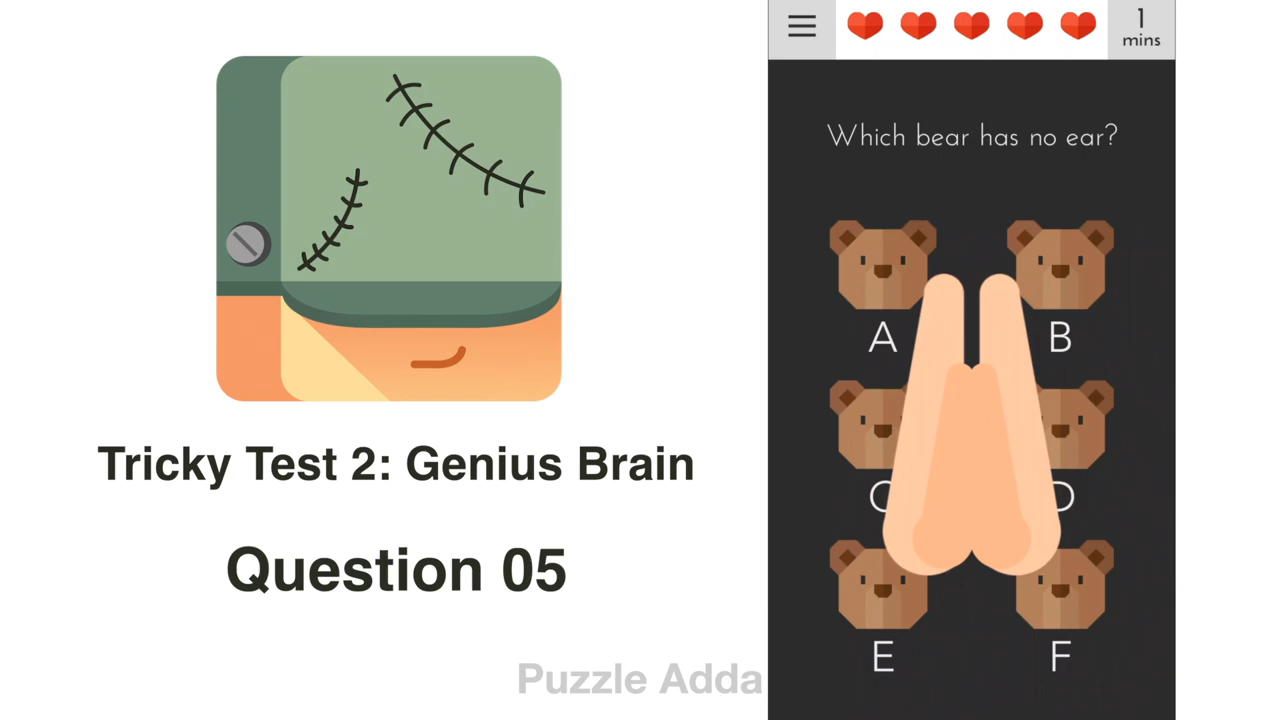 Tricky Test 2: Genius Brain
Question 05
Puzzle Adda
1
mins
Which bear has no ear?
A
B
C
D
E
F